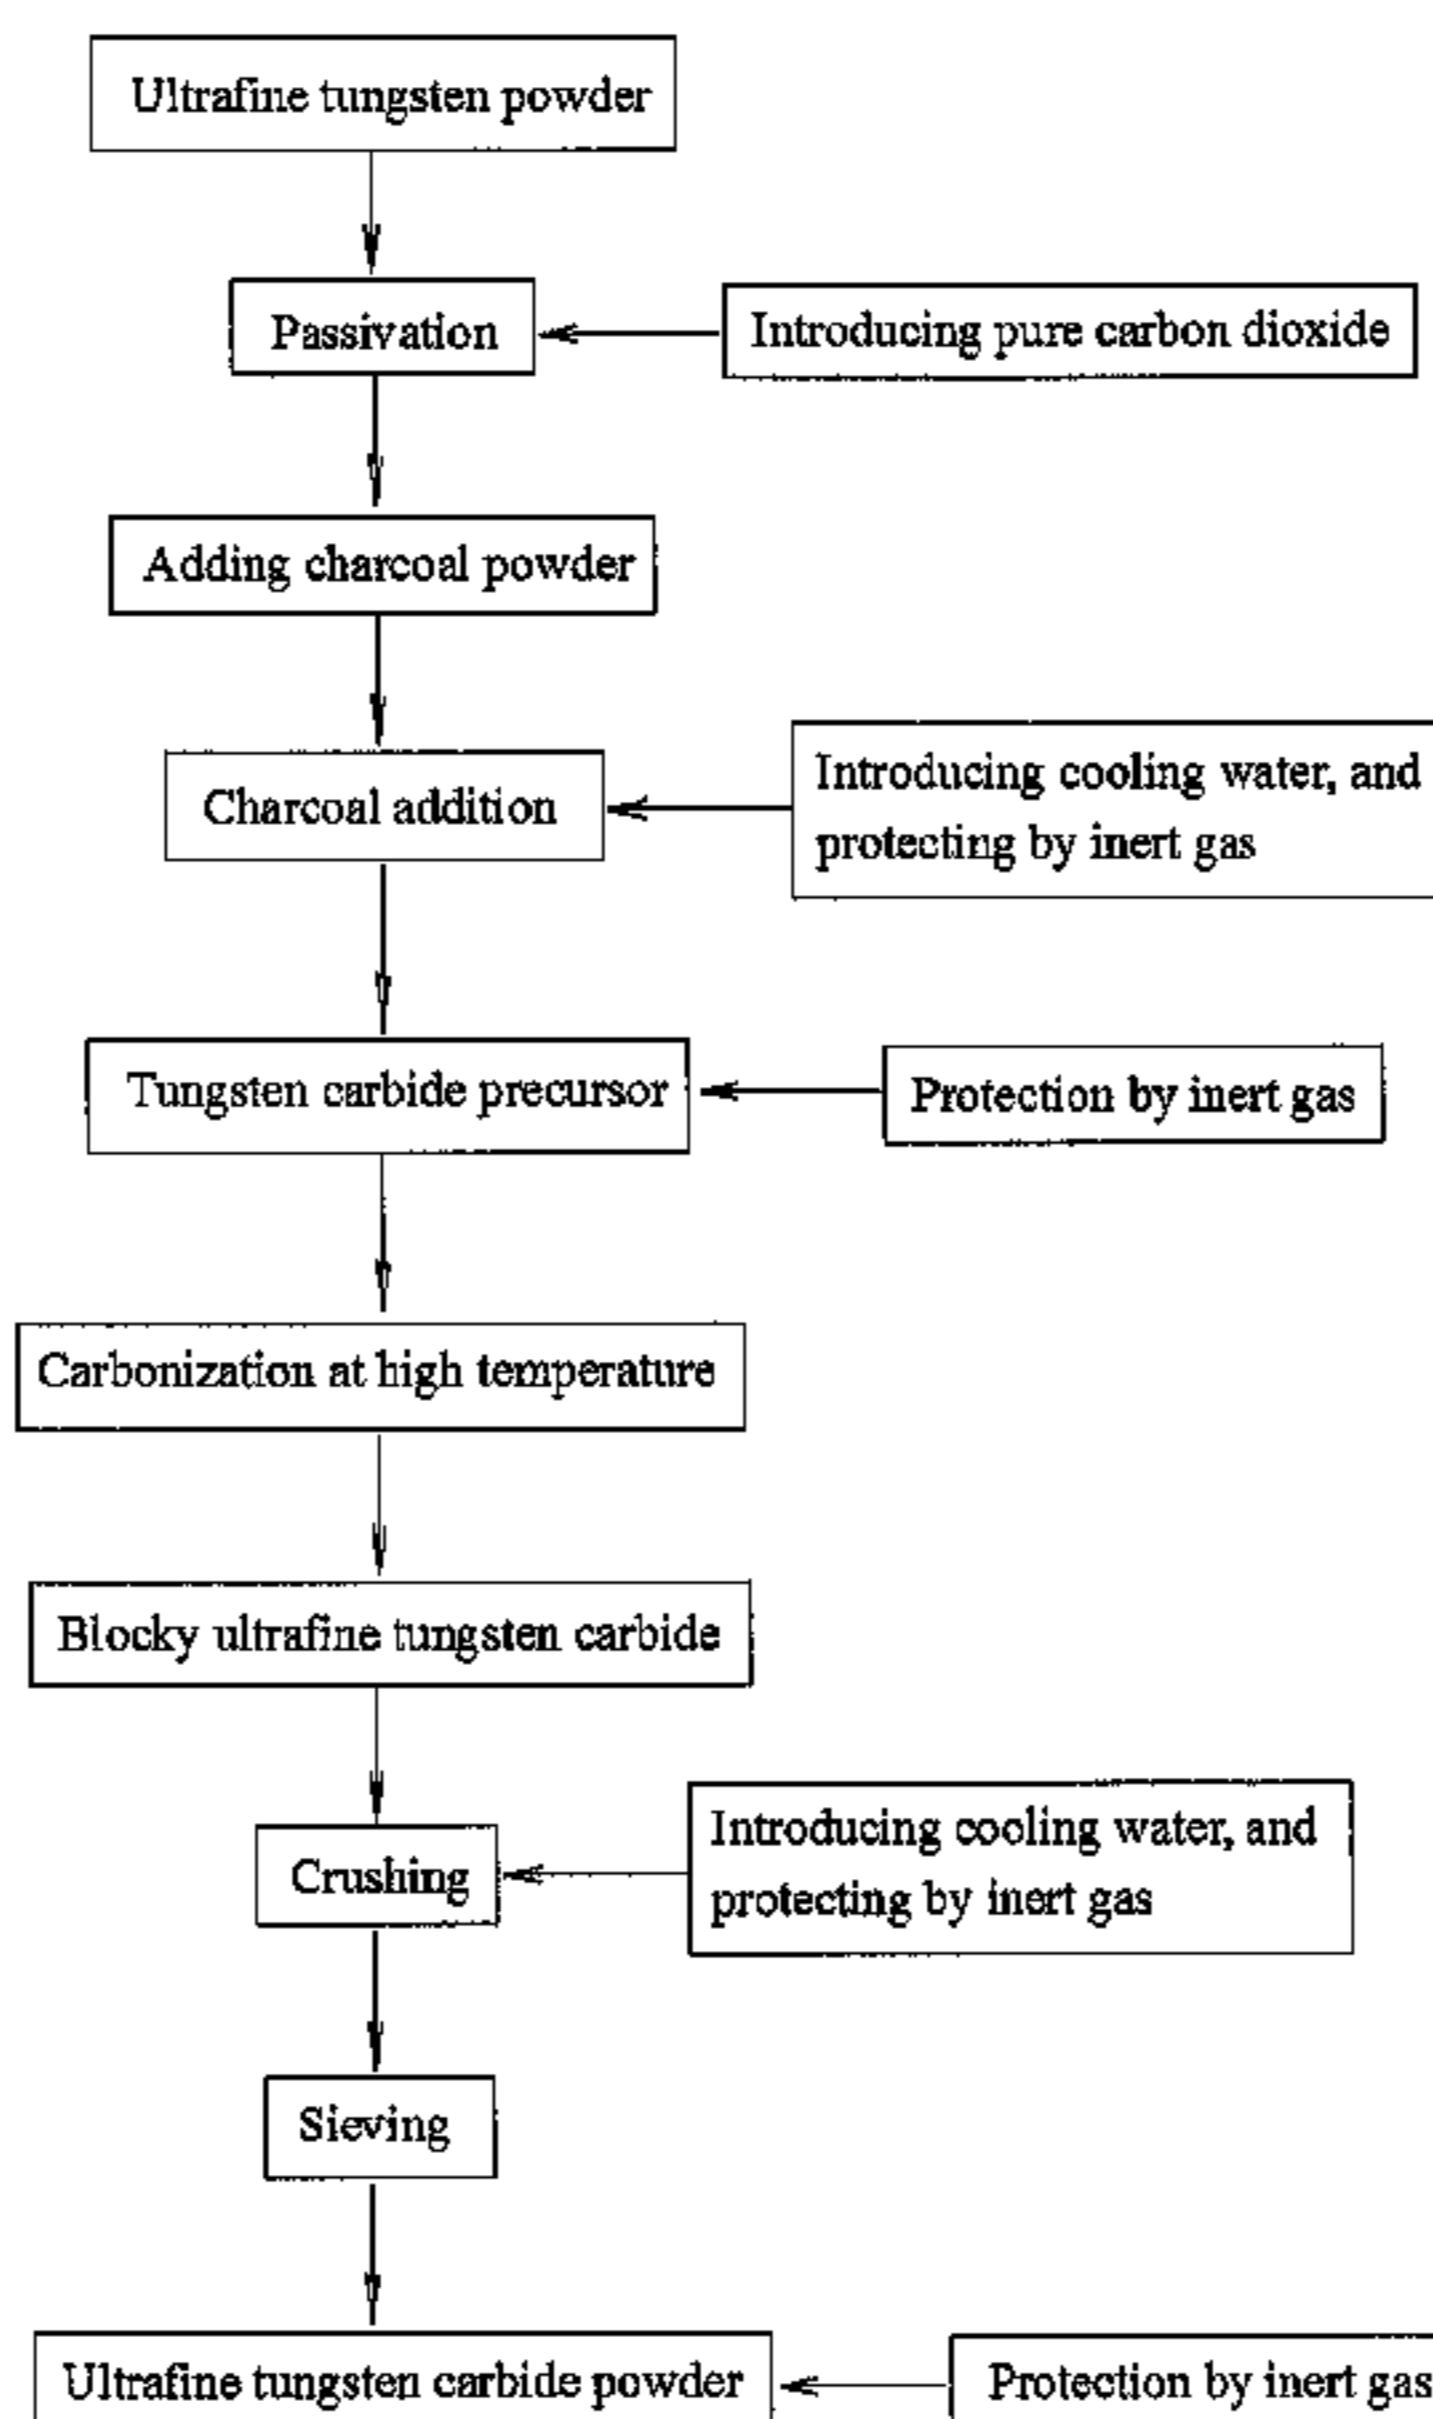 Ultrafine tungsten powder
Passivation
Introducing pure carbon dioxide
Adding charcoal powder
Charcoal addition
Introducing cooling water, and
protecting by inert gas
Tungsten carbide precursor
Protection by inert gas
Carbonization at high temperature
Blocky ultrafine tungsten carbide
Crushing
Introducing cooling water, and
protecting by inert gas
Sieving
Ultrafine tungsten carbide powder
Protection by inert gas